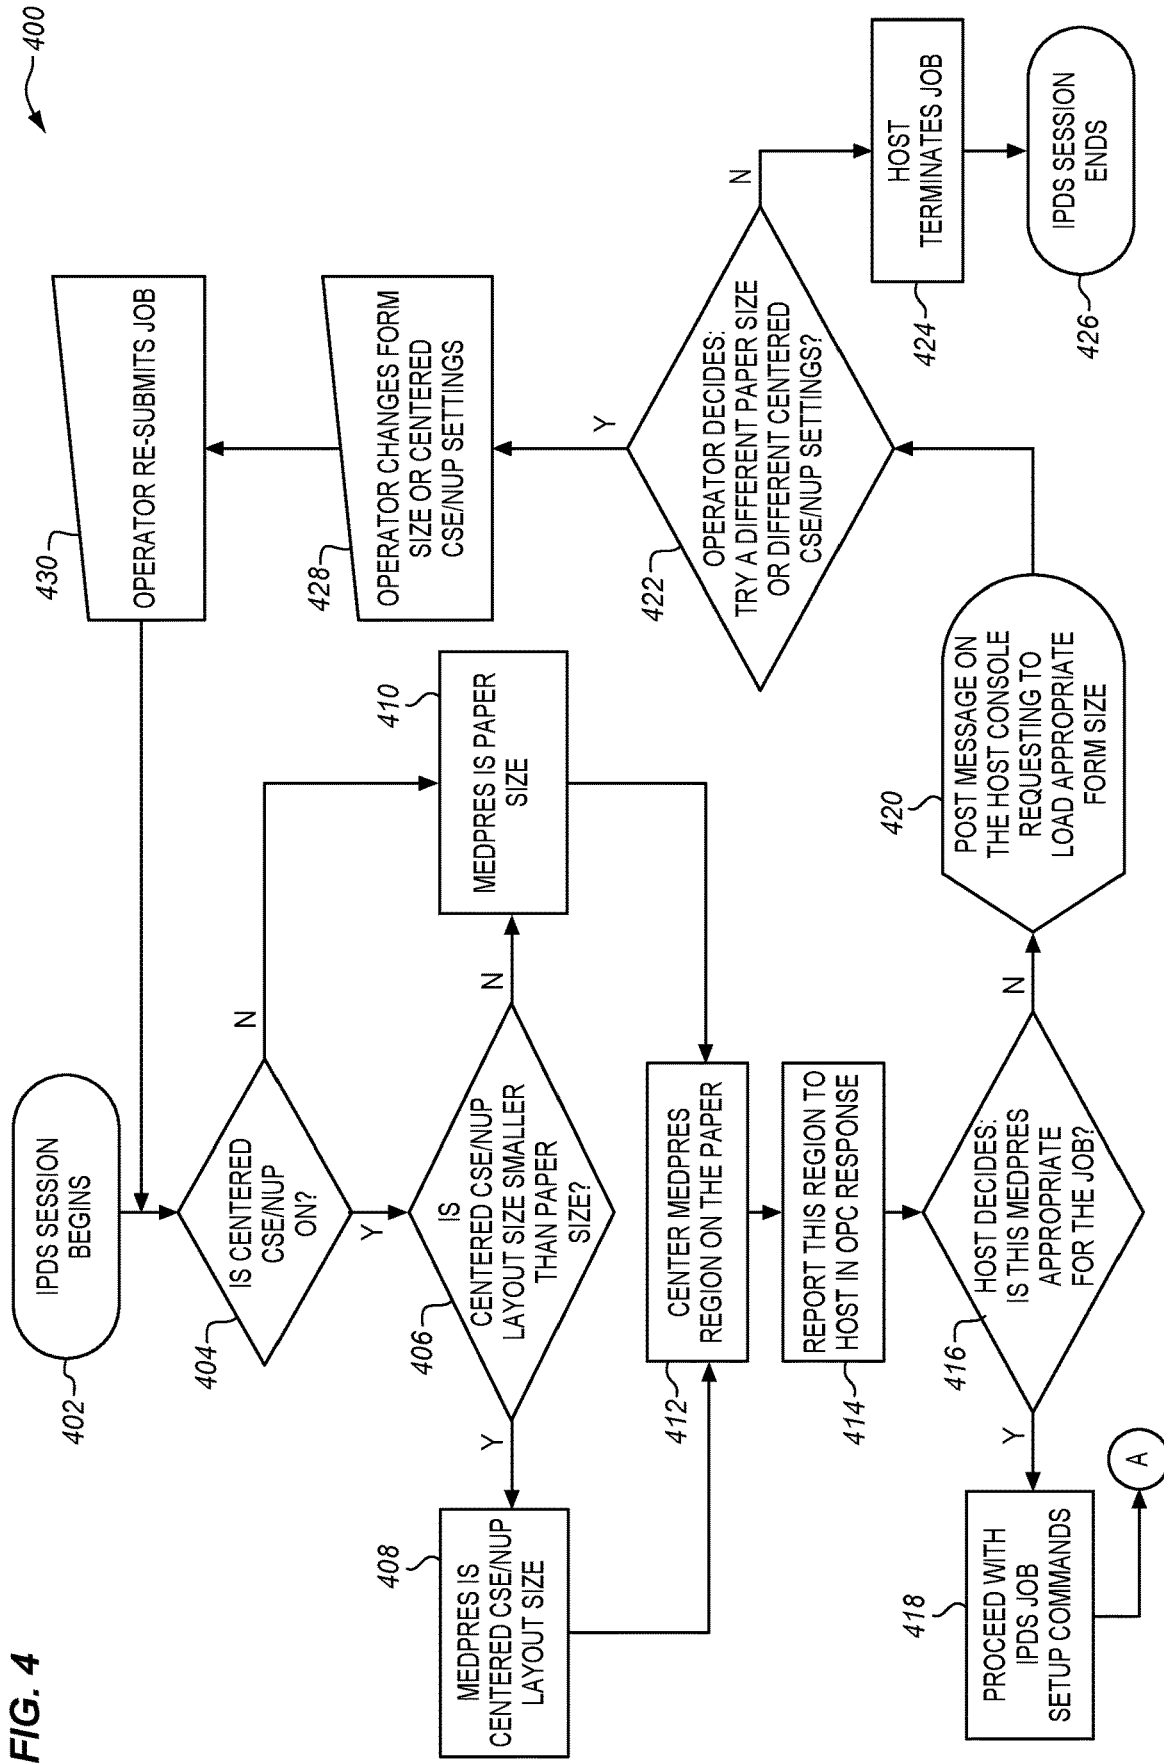 FIG. 4
400
402
IPDS SESSION
BEGINS
404
IS CENTERED
CSE/NUP
ON?
N
Y
406
IS
CENTERED CSE/NUP
LAYOUT SIZE SMALLER
THAN PAPER
SIZE?
Y
N
408
MEDPRES IS
CENTERED CSE/NUP
LAYOUT SIZE
410
MEDPRES IS PAPER
SIZE
412
CENTER MEDPRES
REGION ON THE PAPER
414
REPORT THIS REGION TO
HOST IN OPC RESPONSE
416
HOST DECIDES:
IS THIS MEDPRES
APPROPRIATE
FOR THE JOB?
Y
N
418
PROCEED WITH
IPDS JOB
SETUP COMMANDS
A
420
POST MESSAGE ON
THE HOST CONSOLE
REQUESTING TO
LOAD APPROPRIATE
FORM SIZE
422
OPERATOR DECIDES:
TRY A DIFFERENT PAPER SIZE
OR DIFFERENT CENTERED
CSE/NUP SETTINGS?
Y
N
424
HOST
TERMINATES JOB
426
IPDS SESSION
ENDS
428
OPERATOR CHANGES FORM
SIZE OR CENTERED
CSE/NUP SETTINGS
430
OPERATOR RE-SUBMITS JOB